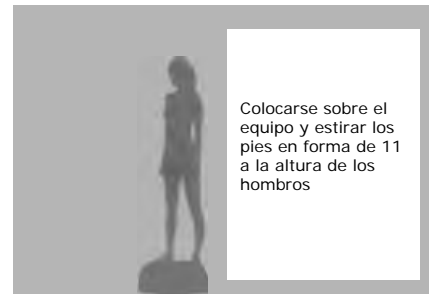 Colocarse sobre el
equipo y estirar los
pies en forma de 11
a la altura de los
hombros